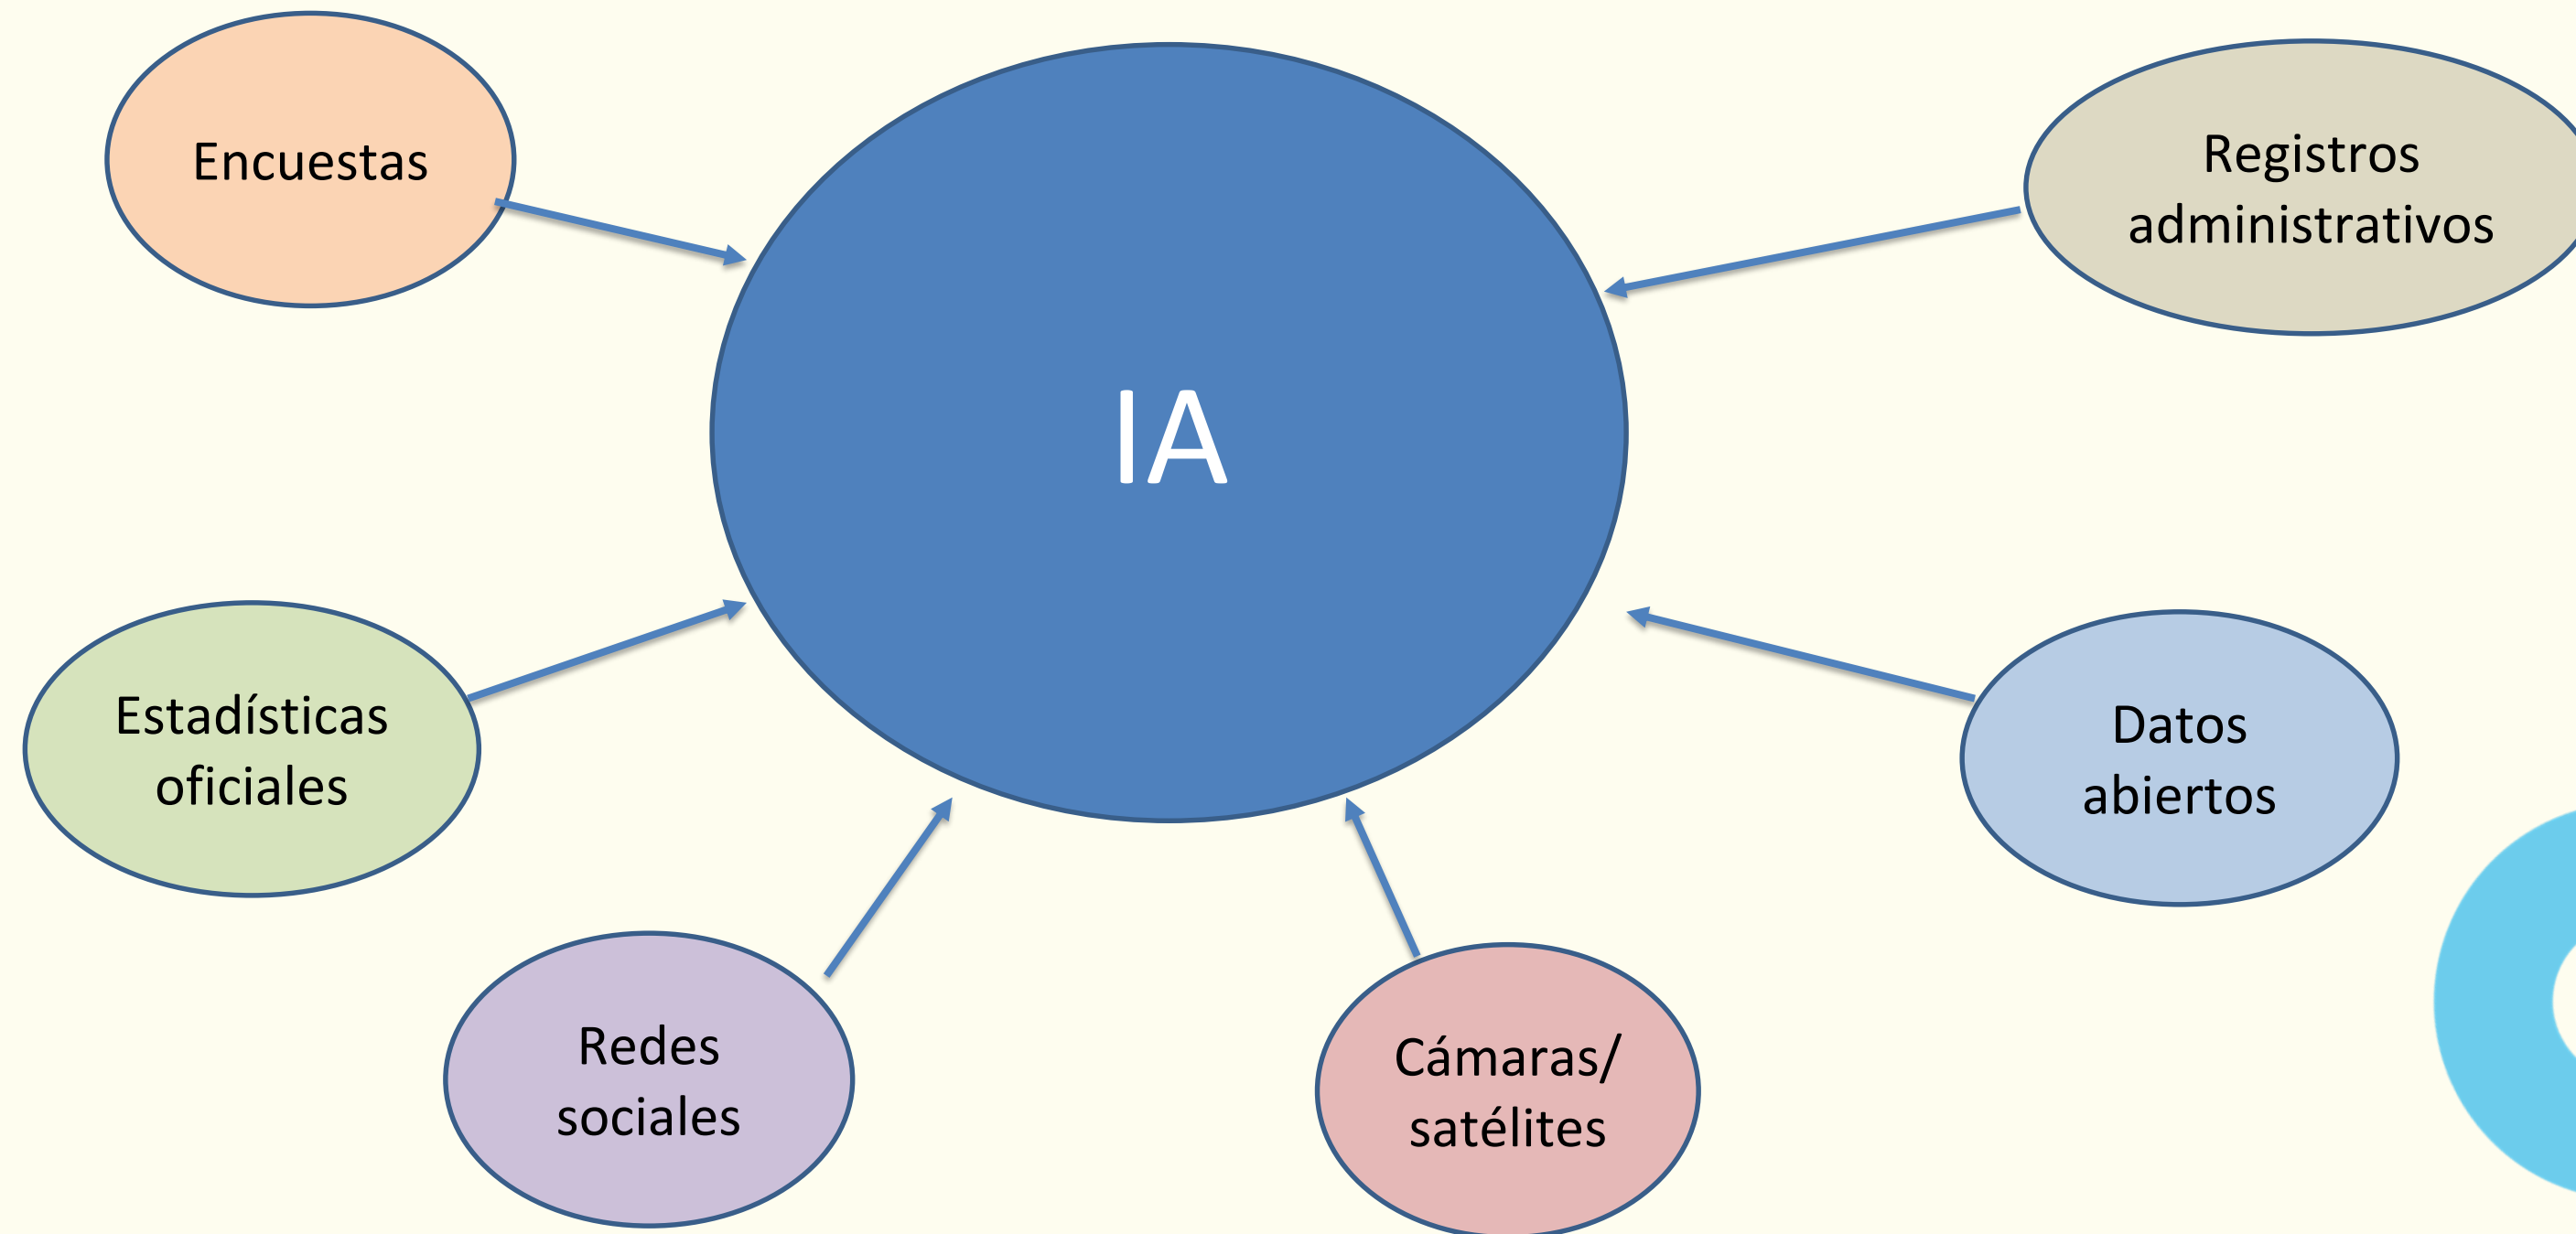 Encuestas
Registros
administrativos
IA
Estadísticas
oficiales
Datos
abiertos
Redes
sociales
Cámaras/
satélites